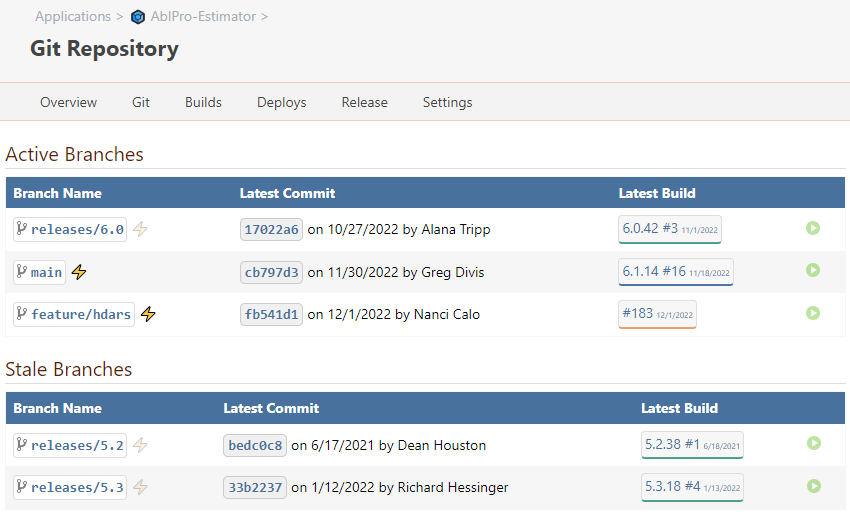 Applications > AblPro-Estimator >
Git Repository
Overview Git Builds Deploys Release Settings
Active Branches
Branch Name Latest Commit Latest Build
releases/6.0 17022a6 on 10/27/2022 by Alana Tripp 6.0.42 #3 11/1/2022
main cb797d3 on 11/30/2022 by Greg Divis 6.1.14 #16 11/18/2022
feature/hdars fb541d1 on 12/1/2022 by Nanci Calo #183 12/1/2022
Stale Branches
Branch Name Latest Commit Latest Build
releases/5.2 bedc0c8 on 6/17/2021 by Dean Houston 5.2.38 #1 6/18/2021
releases/5.3 33b2237 on 1/12/2022 by Richard Hessinger 5.3.18 #4 1/13/2022